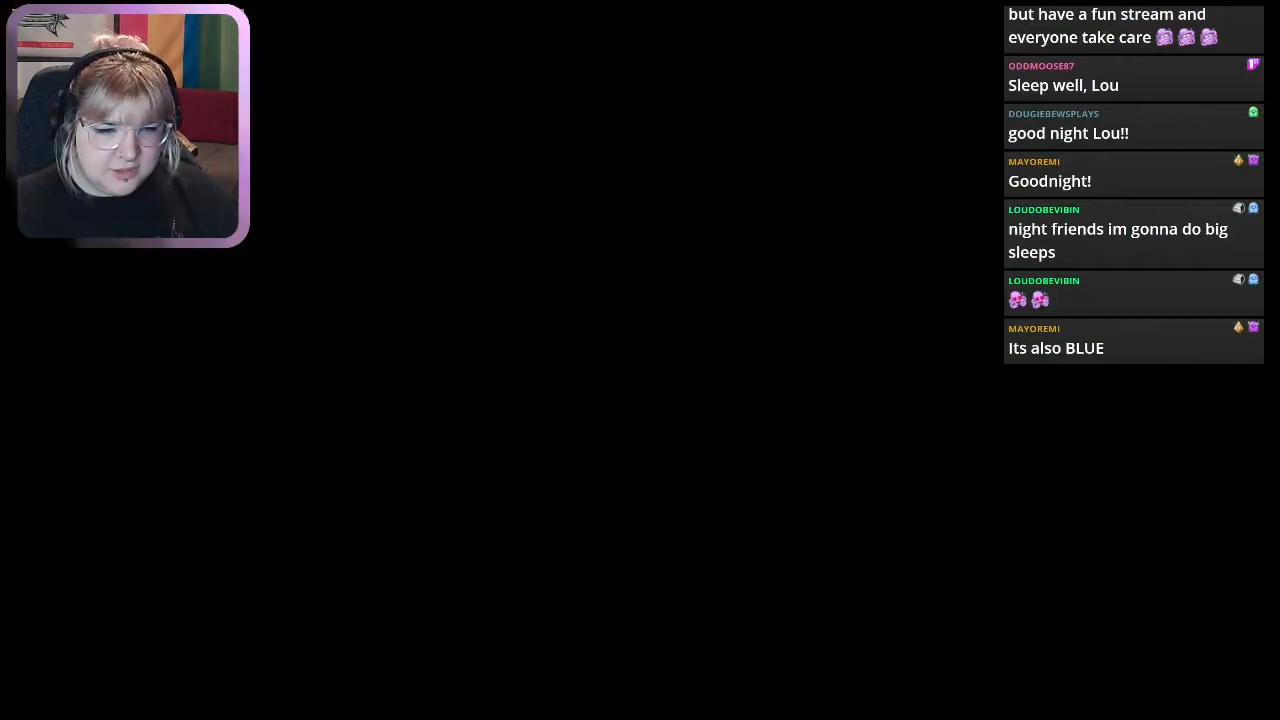 but have a fun stream and
everyone take care
ODDMOOSE87
Sleep well, Lou
DOUGIEBEWSPLAYS
good night Lou!!
MAYOREMI
Goodnight!
LOUDOBEVIBIN
night friends im gonna do big
sleeps
LOUDOBEVIBIN
MAYOREMI
Its also BLUE